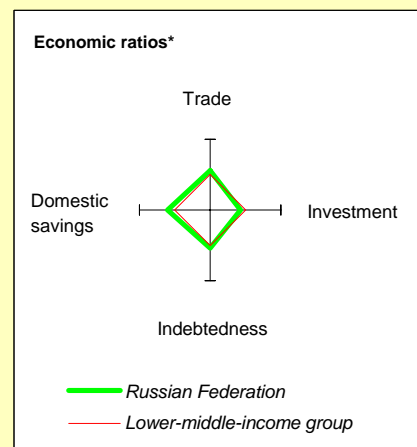 Economic ratios*
Trade
Domestic
savings
Investment
Indebtedness
Russian Federation
Lower-middle-income group